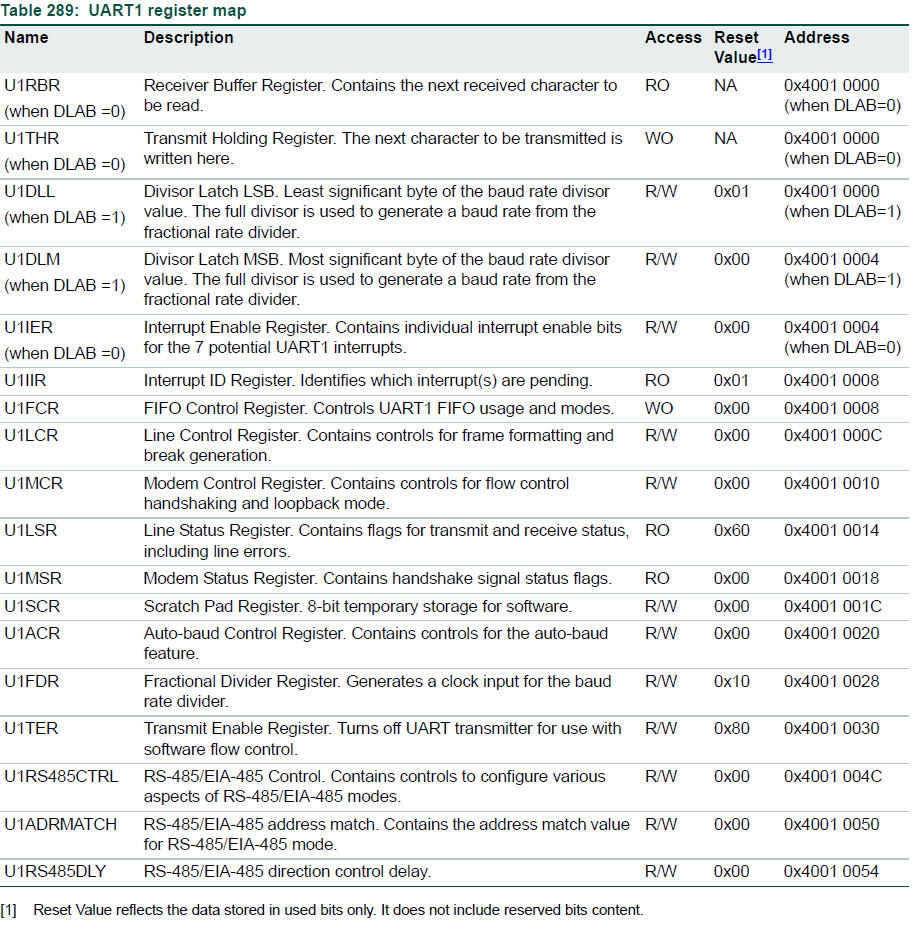 Table 289: UART1 register map
Name Description Access Reset Value[1] Address
U1RBR Receiver Buffer Register. Contains the next received character to RO NA 0x4001 0000
(when DLAB =0) be read. (when DLAB=0)
U1THR Transmit Holding Register. The next character to be transmitted is WO NA 0x4001 0000
(when DLAB =0) written here. (when DLAB=0)
U1DLL Divisor Latch LSB. Least significant byte of the baud rate divisor R/W 0x01 0x4001 0000
(when DLAB =1) value. The full divisor is used to generate a baud rate from the (when DLAB=1)
fractional rate divider.
U1DLM Divisor Latch MSB. Most significant byte of the baud rate divisor R/W 0x00 0x4001 0004
(when DLAB =1) value. The full divisor is used to generate a baud rate from the (when DLAB=1)
fractional rate divider.
U1IER Interrupt Enable Register. Contains individual interrupt enable bits R/W 0x00 0x4001 0004
(when DLAB =0) for the 7 potential UART1 interrupts. (when DLAB=0)
U1IIR Interrupt ID Register. Identifies which interrupt(s) are pending. RO 0x01 0x4001 0008
U1FCR FIFO Control Register. Controls UART1 FIFO usage and modes. WO 0x00 0x4001 0008
U1LCR Line Control Register. Contains controls for frame formatting and R/W 0x00 0x4001 000C
break generation.
U1MCR Modem Control Register. Contains controls for flow control R/W 0x00 0x4001 0010
handshaking and loopback mode.
U1LSR Line Status Register. Contains flags for transmit and receive status, RO 0x60 0x4001 0014
including line errors.
U1MSR Modem Status Register. Contains handshake signal status flags. RO 0x00 0x4001 0018
U1SCR Scratch Pad Register. 8-bit temporary storage for software. R/W 0x00 0x4001 001C
U1ACR Auto-baud Control Register. Contains controls for the auto-baud R/W 0x00 0x4001 0020
feature.
U1FDR Fractional Divider Register. Generates a clock input for the baud R/W 0x10 0x4001 0028
rate divider.
U1TER Transmit Enable Register. Turns off UART transmitter for use with R/W 0x80 0x4001 0030
software flow control.
U1RS485CTRL RS-485/EIA-485 Control. Contains controls to configure various R/W 0x00 0x4001 004C
aspects of RS-485/EIA-485 modes.
U1ADRMATCH RS-485/EIA-485 address match. Contains the address match value R/W 0x00 0x4001 0050
for RS-485/EIA-485 mode.
U1RS485DLY RS-485/EIA-485 direction control delay. R/W 0x00 0x4001 0054
[1] Reset Value reflects the data stored in used bits only. It does not include reserved bits content.